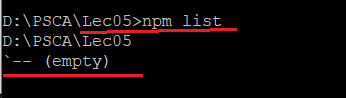 D:\PSCA\Lec05>npm list
D:\PSCA\Lec05
`-- (empty)